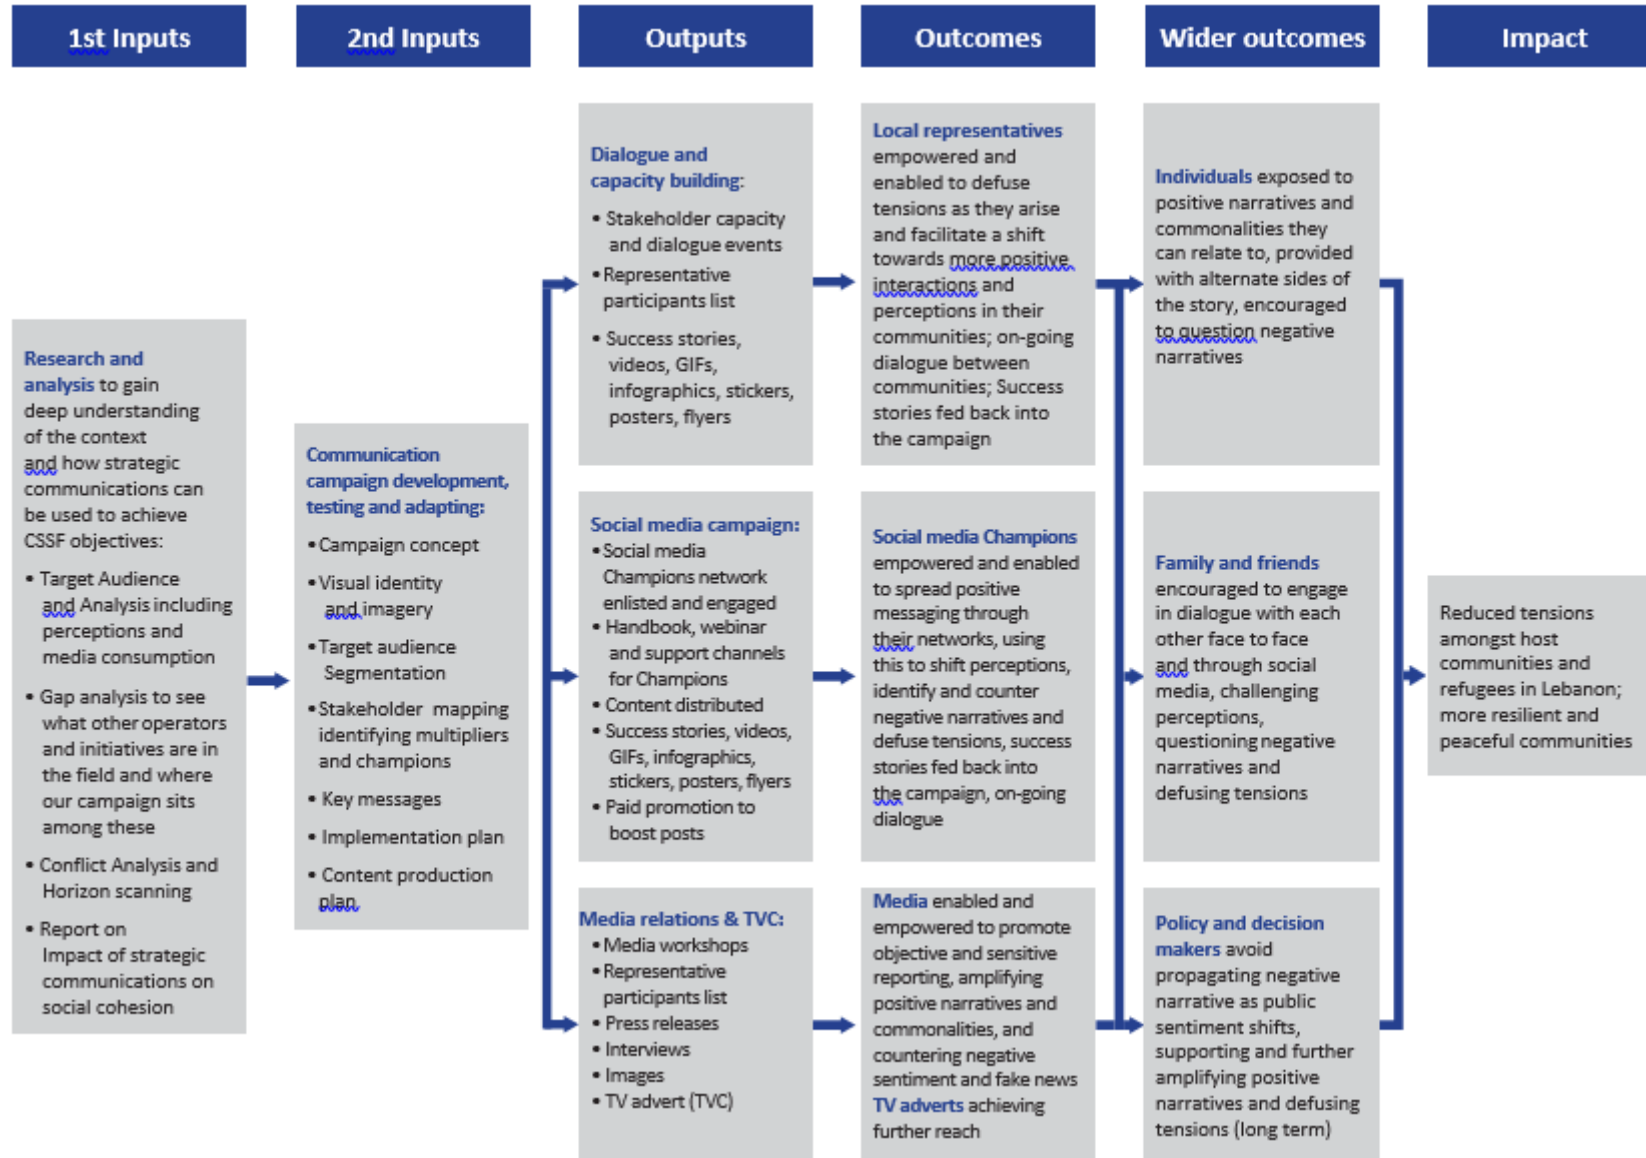 1st Inputs
2nd Inputs
Outputs
Outcomes
Wider outcomes
Impact
Research and
analysis to gain
deep understanding
of the context
and how strategic
communications can
be used to achieve
CSSF objectives:
• Target Audience
and Analysis including
perceptions and
media consumption
• Gap analysis to see
what other operators
and initiatives are in
the field and where
our campaign sits
among these
• Conflict Analysis and
Horizon scanning
• Report on
Impact of strategic
communications on
social cohesion
Communication
campaign development,
testing and adapting:
• Campaign concept
• Visual identity
and imagery
• Target audience
Segmentation
• Stakeholder mapping
identifying multipliers
and champions
• Key messages
• Implementation plan
• Content production
plan
Dialogue and
capacity building:
• Stakeholder capacity
and dialogue events
• Representative
participants list
• Success stories,
videos, GIFs,
infographics, stickers,
posters, flyers
Social media campaign:
• Social media
Champions network
enlisted and engaged
• Handbook, webinar
and support channels
for Champions
• Content distributed
• Success stories, videos,
GIFs, infographics,
stickers, posters, flyers
• Paid promotion to
boost posts
Media relations & TVC:
• Media workshops
• Representative
participants list
• Press releases
• Interviews
• Images
• TV advert (TVC)
Local representatives
empowered and
enabled to defuse
tensions as they arise
and facilitate a shift
towards more positive
interactions and
perceptions in their
communities; on-going
dialogue between
communities; Success
stories fed back into
the campaign
Social media Champions
empowered and enabled
to spread positive
messaging through
their networks, using
this to shift perceptions,
identify and counter
negative narratives and
defuse tensions, success
stories fed back into
the campaign, on-going
dialogue
Media enabled and
empowered to promote
objective and sensitive
reporting, amplifying
positive narratives and
commonalities, and
countering negative
sentiment and fake news
TV adverts achieving
further reach
Individuals exposed to
positive narratives and
commonalities they
can relate to, provided
with alternate sides of
the story, encouraged
to question negative
narratives
Family and friends
encouraged to engage
in dialogue with each
other face to face
and through social
media, challenging
perceptions,
questioning negative
narratives and
defusing tensions
Policy and decision
makers avoid
propagating negative
narrative as public
sentiment shifts,
supporting and further
amplifying positive
narratives and defusing
tensions (long term)
Reduced tensions
amongst host
communities and
refugees in Lebanon;
more resilient and
peaceful communities